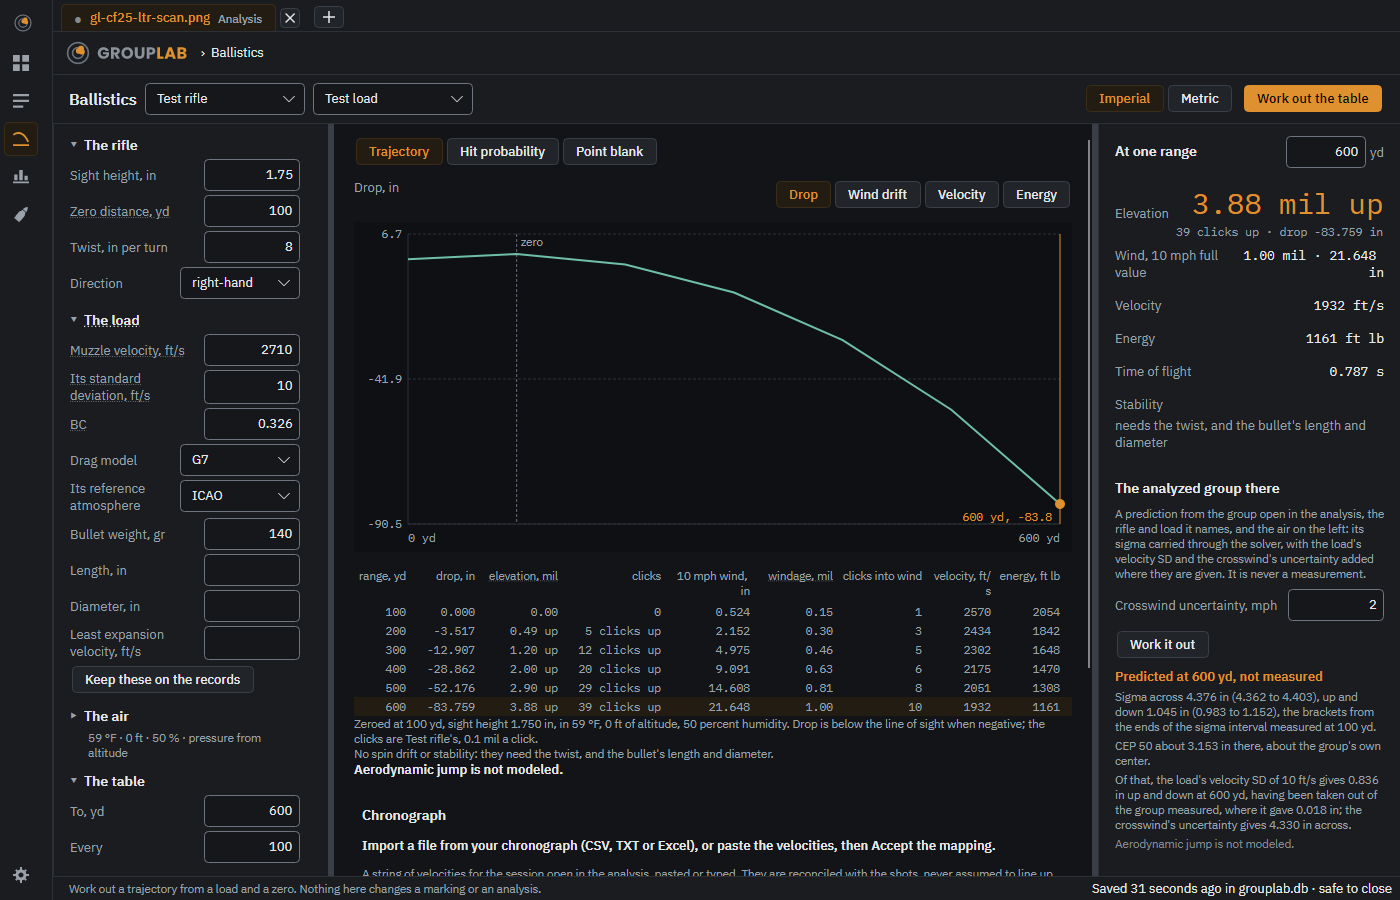 gl-cf25-ltr-scan.png Analysis
GROUPLAB › Ballistics
Ballistics Test rifle Test load Imperial Metric Work out the table
The rifle
Sight height, in 1.75
Zero distance, yd 100
Twist, in per turn 8
Direction right-hand
The load
Muzzle velocity, ft/s 2710
Its standard
deviation, ft/s 10
BC 0.326
Drag model G7
Its reference
atmosphere ICAO
Bullet weight, gr 140
Length, in
Diameter, in
Least expansion
velocity, ft/s
Keep these on the records
The air
59 °F · 0 ft · 50 % · pressure from
altitude
The table
To, yd 600
Every 100
Trajectory Hit probability Point blank
Drop, in
Drop Wind drift Velocity Energy
6.7
zero
-41.9
600 yd, -83.8
-90.5
0 yd 600 yd
range, yd drop, in elevation, mil clicks 10 mph wind, in windage, mil clicks into wind velocity, ft/s energy, ft lb
100 0.000 0.00 0 0.524 0.15 1 2570 2054
200 -3.517 0.49 up 5 clicks up 2.152 0.30 3 2434 1842
300 -12.907 1.20 up 12 clicks up 4.975 0.46 5 2302 1648
400 -28.862 2.00 up 20 clicks up 9.091 0.63 6 2175 1470
500 -52.176 2.90 up 29 clicks up 14.608 0.81 8 2051 1308
600 -83.759 3.88 up 39 clicks up 21.648 1.00 10 1932 1161
Zeroed at 100 yd, sight height 1.750 in, in 59 °F, 0 ft of altitude, 50 percent humidity. Drop is below the line of sight when negative; the
clicks are Test rifle's, 0.1 mil a click.
No spin drift or stability: they need the twist, and the bullet's length and diameter.
Aerodynamic jump is not modeled.
Chronograph
Import a file from your chronograph (CSV, TXT or Excel), or paste the velocities, then Accept the mapping.
A string of velocities for the session open in the analysis, pasted or typed. They are reconciled with the shots, never assumed to line up.
At one range 600 yd
Elevation 3.88 mil up
39 clicks up · drop -83.759 in
Wind, 10 mph full
value 1.00 mil · 21.648
in
Velocity 1932 ft/s
Energy 1161 ft lb
Time of flight 0.787 s
Stability
needs the twist, and the bullet's length and
diameter
The analyzed group there
A prediction from the group open in the analysis, the
rifle and load it names, and the air on the left: its
sigma carried through the solver, with the load's
velocity SD and the crosswind's uncertainty added
where they are given. It is never a measurement.
Crosswind uncertainty, mph 2
Work it out
Predicted at 600 yd, not measured
Sigma across 4.376 in (4.362 to 4.403), up and
down 1.045 in (0.983 to 1.152), the brackets from
the ends of the sigma interval measured at 100 yd.
CEP 50 about 3.153 in there, about the group's own
center.
Of that, the load's velocity SD of 10 ft/s gives 0.836
in up and down at 600 yd, having been taken out of
the group measured, where it gave 0.018 in; the
crosswind's uncertainty gives 4.330 in across.
Aerodynamic jump is not modeled.
Work out a trajectory from a load and a zero. Nothing here changes a marking or an analysis.
Saved 31 seconds ago in grouplab.db · safe to close